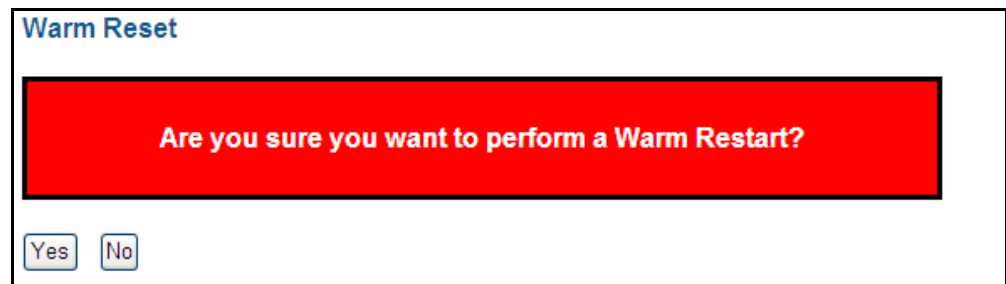 Warm Reset
Are you sure you want to perform a Warm Restart?
Yes No